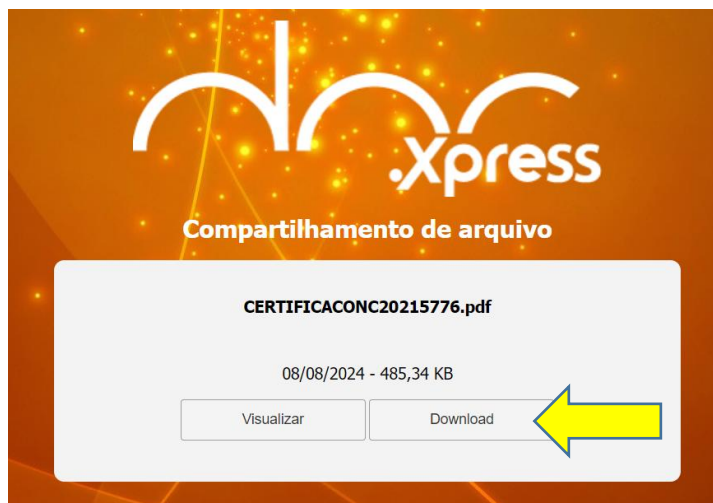 doc
.Xpress
Compartilhamento de arquivo
CERTIFICACONC20215776.pdf
08/08/2024 - 485,34 KB
Visualizar
Download